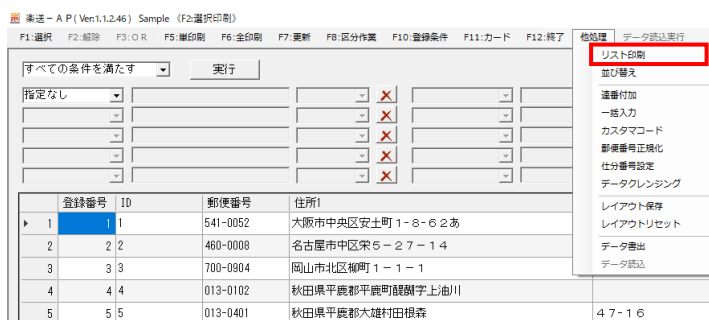 楽送－ＡＰ( Ver:1.1.2.46 ) Sample 《F2:選択印刷》
F1:選択 F2:解除 F3:ＯＲ F5:単印刷 F6:全印刷 F7:更新 F8:区分作業 F10:登録条件 F11:カード F12:終了 他処理 データ読込実行
すべての条件を満たす 実行
指定なし
リスト印刷
並び替え
連番付加
一括入力
カスタマコード
郵便番号正規化
仕分番号設定
データクレンジング
レイアウト保存
レイアウトリセット
データ書出
データ読込
登録番号 ID 郵便番号 住所1
1 1 1 541-0052 大阪市中央区安土町１-８-６２あ
2 2 2 460-0008 名古屋市中区栄５－２７－１４
3 3 3 700-0904 岡山市北区柳町１－１－１
4 4 4 013-0102 秋田県平鹿郡平鹿町醍醐字上油川
5 5 5 013-0401 秋田県平鹿郡大雄村田根森 ４７-１６